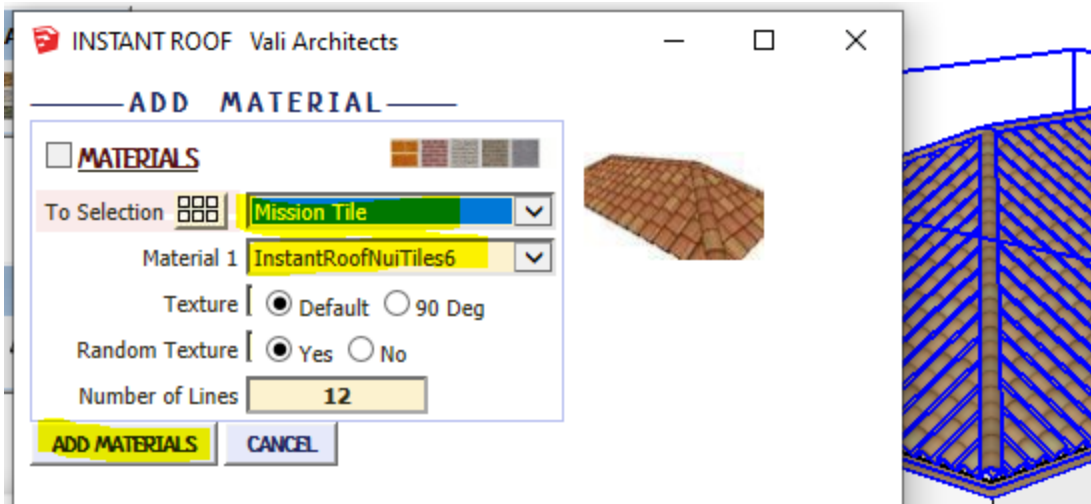 INSTANT ROOF Vali Architects
ADD MATERIAL
MATERIALS
To Selection Mission Tile
Material 1 InstantRoofNuiTiles6
Texture Default 90 Deg
Random Texture Yes No
Number of Lines 12
ADD MATERIALS CANCEL